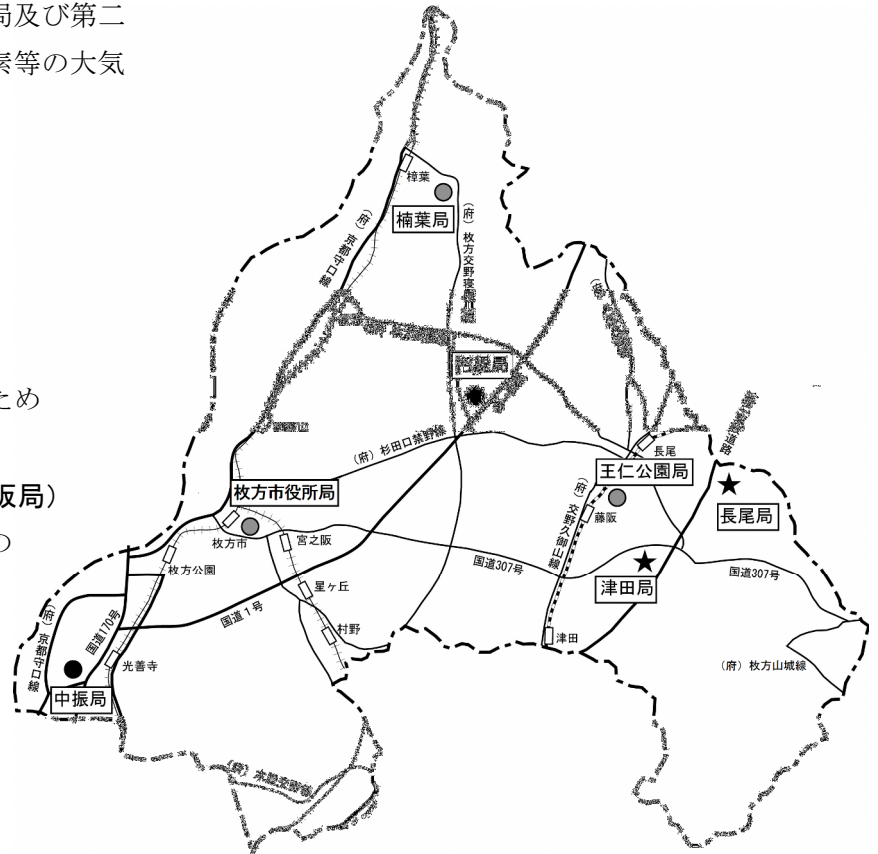 局及び第二
素等の大気
ため
阪局）
の
樟葉
楠葉局
（府）京都守口線
（府）枚方交野寝屋川線
（府）杉田口禁野線
長尾
王仁公園局
枚方市役所局
長尾局
藤阪
（府）交野久御山線
枚方市
宮之阪
国道307号
枚方公園
津田局
国道307号
星ヶ丘
国道1号
村野
津田
国道170号
（府）京都守口線
光善寺
（府）枚方山城線
中振局